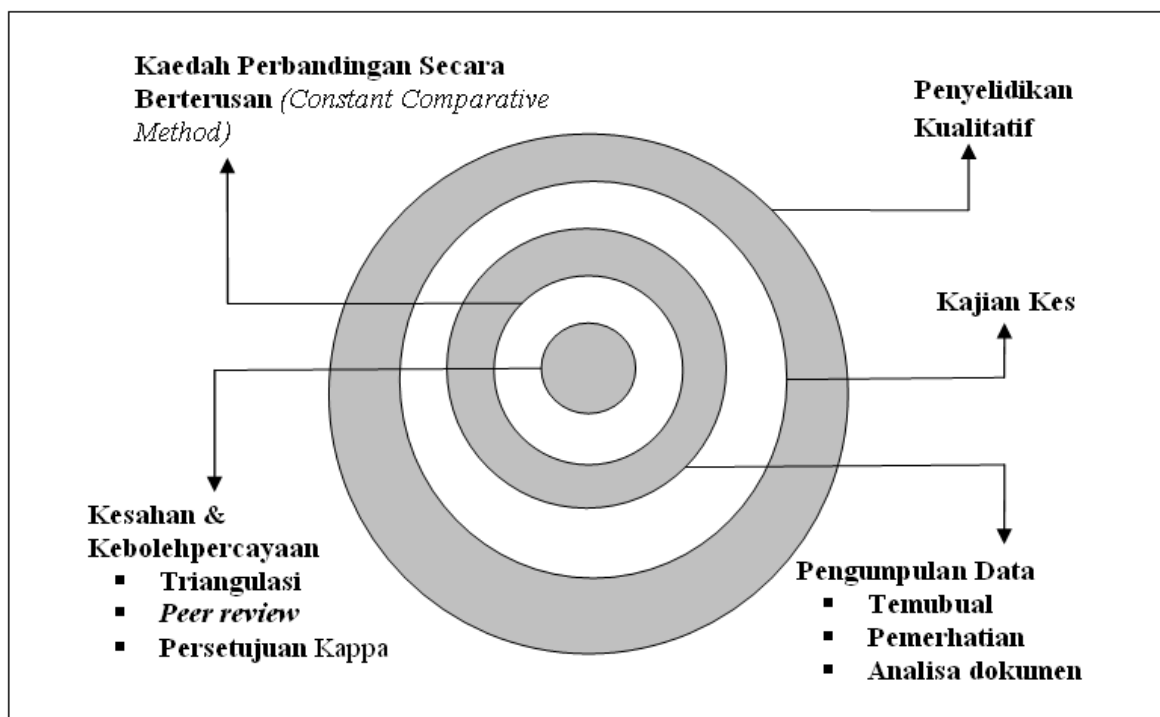 Kaedah Perbandingan Secara
Berterusan (Constant Comparative
Method)
Penyelidikan
Kualitatif
Kajian Kes
Kesahan &
Kebolehpercayaan
▪ Triangulasi
▪ Peer review
▪ Persetujuan Kappa
Pengumpulan Data
▪ Temubual
▪ Pemerhatian
▪ Analisa dokumen